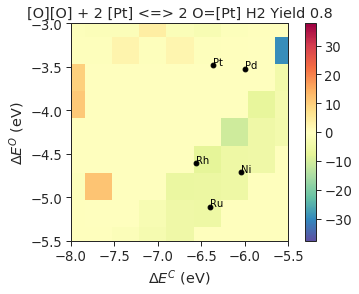 [O][O] + 2 [Pt] <=> 2 O=[Pt] H2 Yield 0.8
−3.0
−3.5
−4.0
−4.5
−5.0
−5.5
ΔE^O (eV)
Pt
Pd
Rh
Ni
Ru
−8.0 −7.5 −7.0 −6.5 −6.0 −5.5
ΔE^C (eV)
30
20
10
0
−10
−20
−30